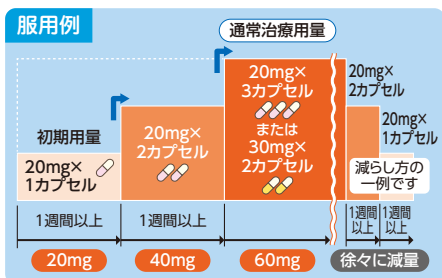 服用例
通常治療用量
初期用量
20mg×
1カプセル
20mg×
2カプセル
20mg×
3カプセル
または
30mg×
2カプセル
20mg×
2カプセル
20mg×
1カプセル
減らし方の
一例です
1週間以上
1週間以上
1週間
以上
1週間
以上
20mg
40mg
60mg
徐々に減量